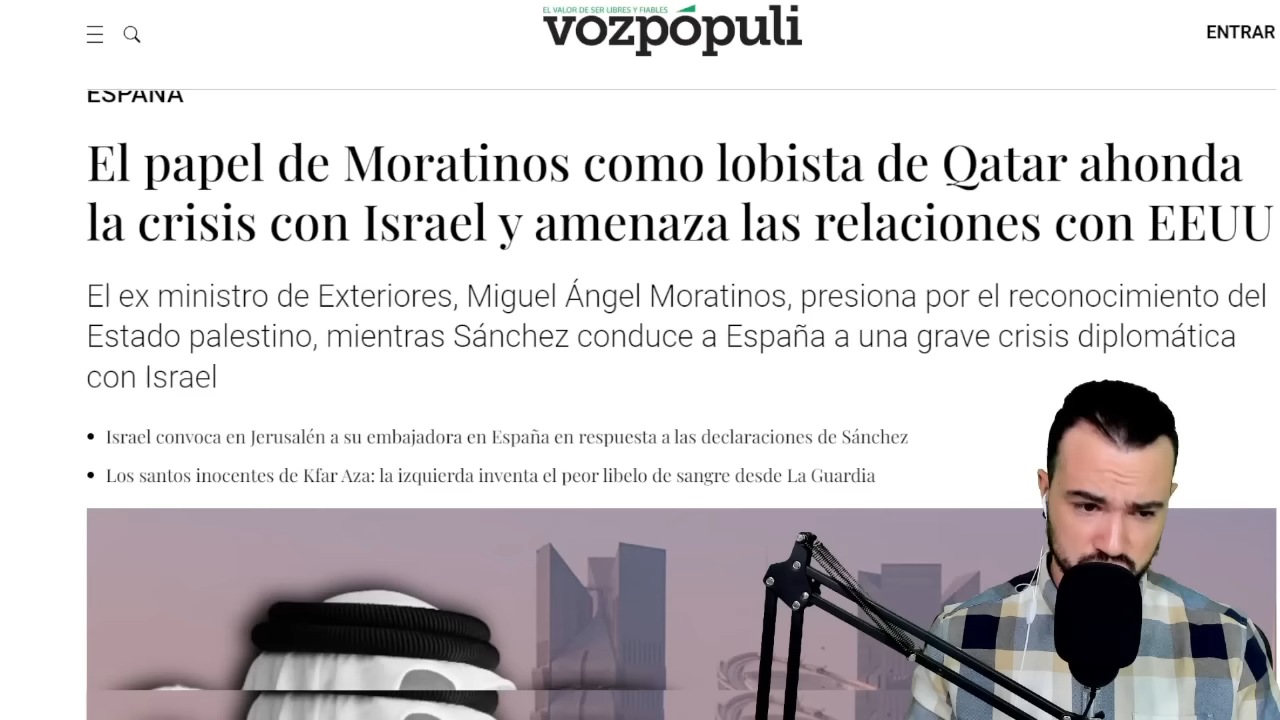 EL VALOR DE SER LIBRES Y FIABLES
vozpópuli
ENTRAR
ESPAÑA
El papel de Moratinos como lobista de Qatar ahonda
la crisis con Israel y amenaza las relaciones con EEUU
El ex ministro de Exteriores, Miguel Ángel Moratinos, presiona por el reconocimiento del
Estado palestino, mientras Sánchez conduce a España a una grave crisis diplomática
con Israel
• Israel convoca en Jerusalén a su embajadora en España en respuesta a las declaraciones de Sánchez
• Los santos inocentes de Kfar Aza: la izquierda inventa el peor libelo de sangre desde La Guardia